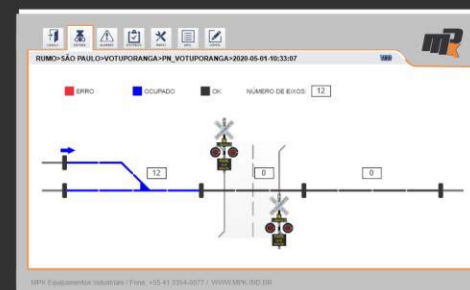 RUMO>SÃO PAULO>VOTUPORANGA>PN_VOTUPORANGA>2020-05-01-10:33:07
ERRO
OCUPADO
OK
NÚMERO DE EIXOS:
12
12
0
0
MPK Equipamentos Industriais / Fone: +55 41 3354-0077 / WWW.MPK.IND.BR